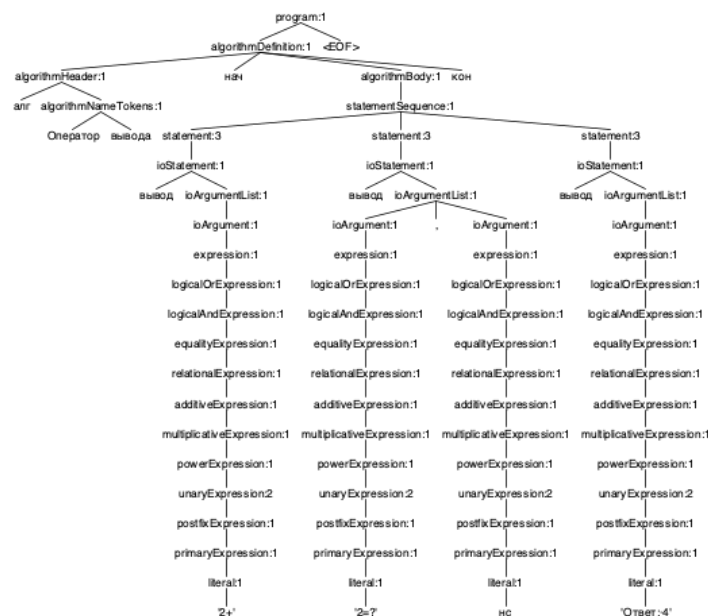 program:1
algorithmDefinition:1 <EOF>
algorithmHeader:1 нач algorithmBody:1 кон
алг algorithmNameTokens:1 statementSequence:1
Оператор вывода statement:3 statement:3 statement:3
ioStatement:1 ioStatement:1 ioStatement:1
вывод ioArgumentList:1 вывод ioArgumentList:1 вывод ioArgumentList:1
ioArgument:1 ioArgument:1 , ioArgument:1 ioArgument:1
expression:1 expression:1 expression:1 expression:1
logicalOrExpression:1 logicalOrExpression:1 logicalOrExpression:1 logicalOrExpression:1
logicalAndExpression:1 logicalAndExpression:1 logicalAndExpression:1 logicalAndExpression:1
equalityExpression:1 equalityExpression:1 equalityExpression:1 equalityExpression:1
relationalExpression:1 relationalExpression:1 relationalExpression:1 relationalExpression:1
additiveExpression:1 additiveExpression:1 additiveExpression:1 additiveExpression:1
multiplicativeExpression:1 multiplicativeExpression:1 multiplicativeExpression:1 multiplicativeExpression:1
powerExpression:1 powerExpression:1 powerExpression:1 powerExpression:1
unaryExpression:2 unaryExpression:2 unaryExpression:2 unaryExpression:2
postfixExpression:1 postfixExpression:1 postfixExpression:1 postfixExpression:1
primaryExpression:1 primaryExpression:1 primaryExpression:1 primaryExpression:1
literal:1 literal:1 literal:1 literal:1
'2+' '2=?' нс 'Ответ:-4'